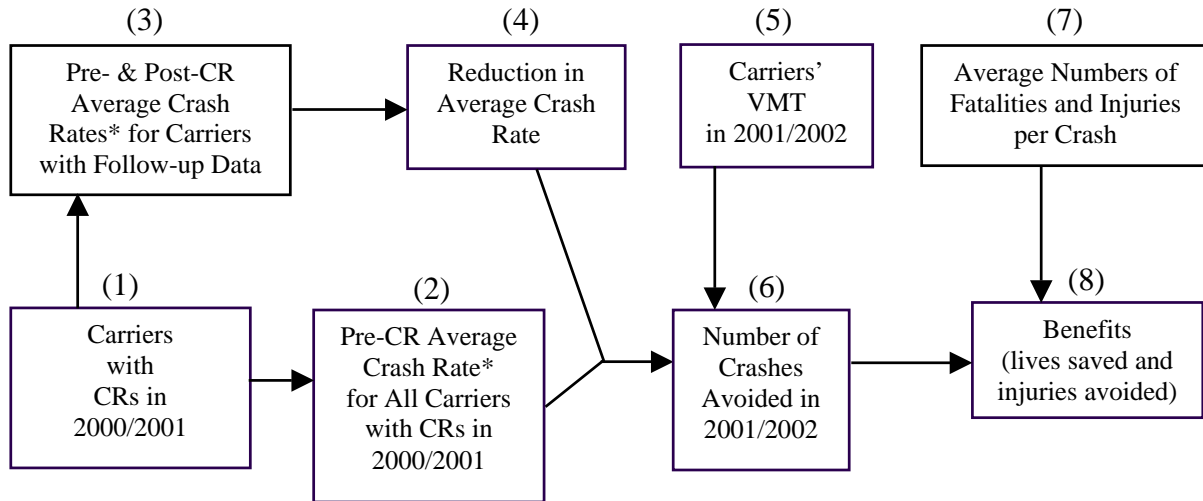 (3)
Pre- & Post-CR
Average Crash
Rates* for Carriers
with Follow-up Data
(4)
Reduction in
Average Crash
Rate
(5)
Carriers’
VMT
in 2001/2002
(7)
Average Numbers of
Fatalities and Injuries
per Crash
(1)
Carriers
with
CRs in
2000/2001
(2)
Pre-CR Average
Crash Rate*
for All Carriers
with CRs in
2000/2001
(6)
Number of
Crashes
Avoided in
2001/2002
(8)
Benefits
(lives saved and
injuries avoided)